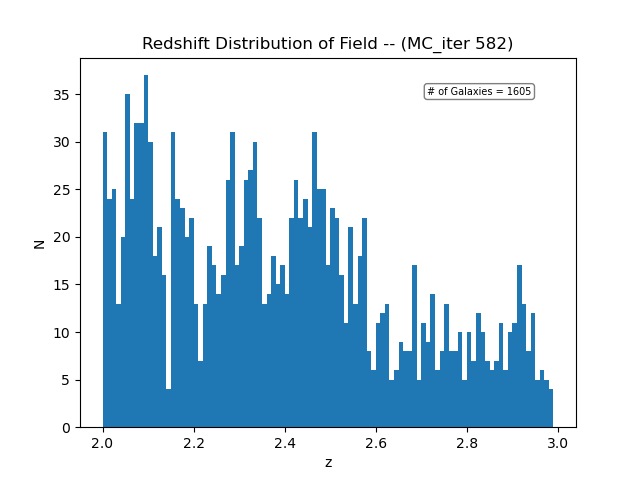 Redshift Distribution of Field -- (MC_iter 582)
# of Galaxies = 1605
35
30
25
20
15
10
5
0
N
2.0 2.2 2.4 2.6 2.8 3.0
z